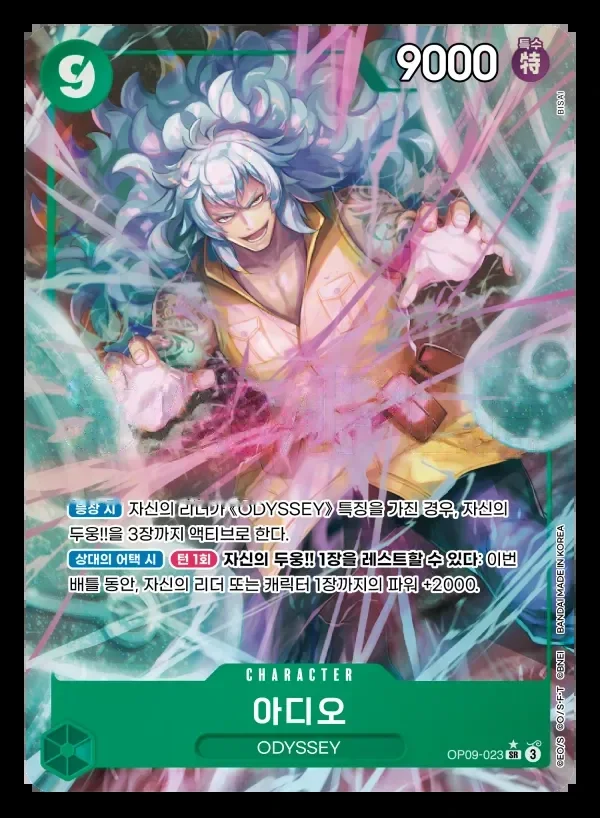 9
9000
특수
特
BISAI
등장 시 자신의 리더가 《ODYSSEY》 특징을 가진 경우, 자신의
두웅!!을 3장까지 액티브로 한다.
상대의 어택 시 턴 1회 자신의 두웅!! 1장을 레스트할 수 있다: 이번
배틀 동안, 자신의 리더 또는 캐릭터 1장까지의 파워 +2000.
CHARACTER
아디오
ODYSSEY
OP09-023 SR 3
©EO/S ©O/S·F·T ©BNEI BANDAI MADE IN KOREA